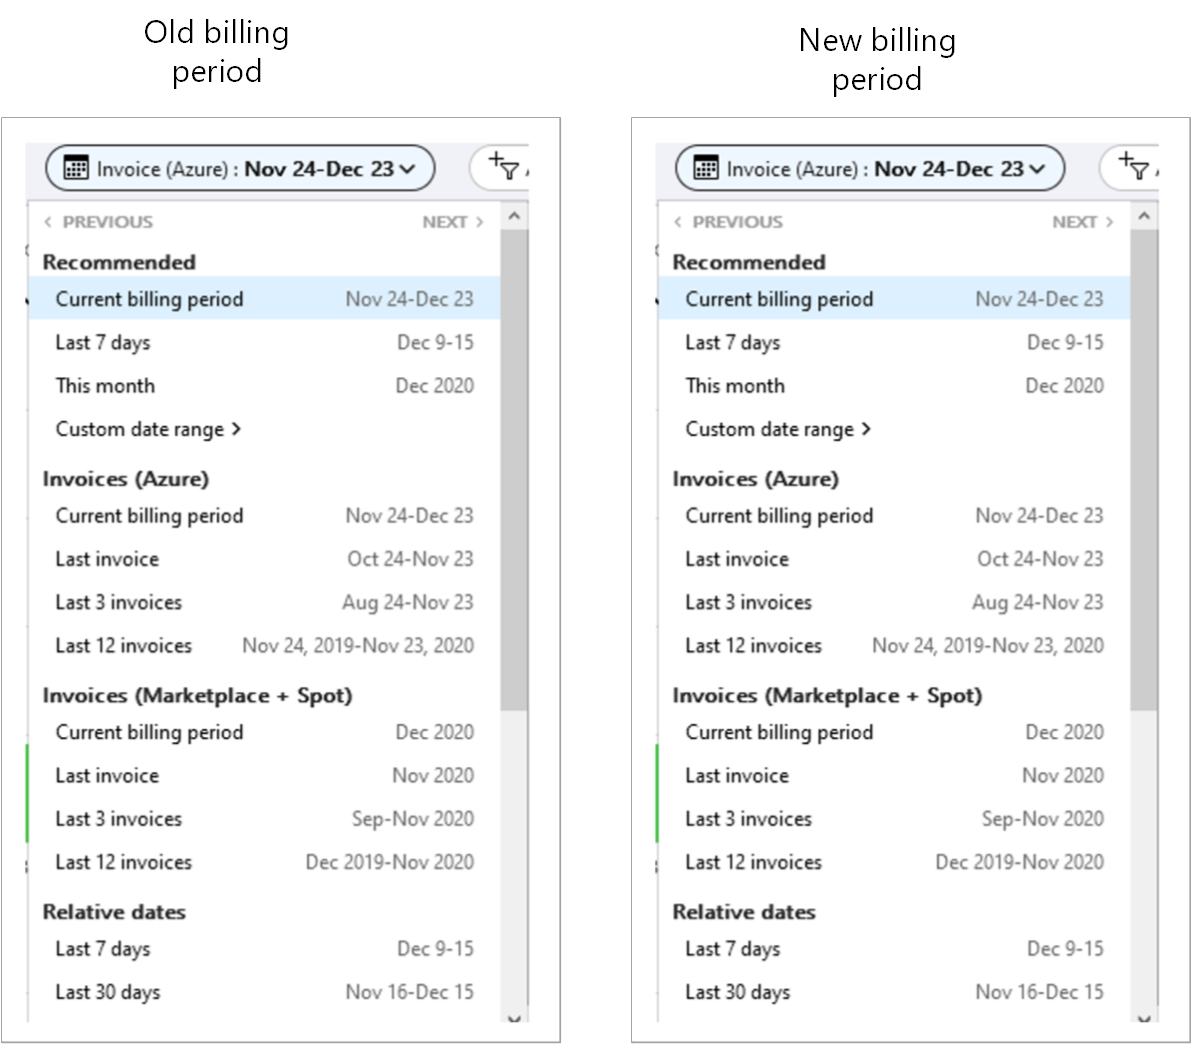 Old billing
period
Invoice (Azure) : Nov 24-Dec 23
< PREVIOUS NEXT >
Recommended
Current billing period Nov 24-Dec 23
Last 7 days Dec 9-15
This month Dec 2020
Custom date range >
Invoices (Azure)
Current billing period Nov 24-Dec 23
Last invoice Oct 24-Nov 23
Last 3 invoices Aug 24-Nov 23
Last 12 invoices Nov 24, 2019-Nov 23, 2020
Invoices (Marketplace + Spot)
Current billing period Dec 2020
Last invoice Nov 2020
Last 3 invoices Sep-Nov 2020
Last 12 invoices Dec 2019-Nov 2020
Relative dates
Last 7 days Dec 9-15
Last 30 days Nov 16-Dec 15
New billing
period
Invoice (Azure) : Nov 24-Dec 23
< PREVIOUS NEXT >
Recommended
Current billing period Nov 24-Dec 23
Last 7 days Dec 9-15
This month Dec 2020
Custom date range >
Invoices (Azure)
Current billing period Nov 24-Dec 23
Last invoice Oct 24-Nov 23
Last 3 invoices Aug 24-Nov 23
Last 12 invoices Nov 24, 2019-Nov 23, 2020
Invoices (Marketplace + Spot)
Current billing period Dec 2020
Last invoice Nov 2020
Last 3 invoices Sep-Nov 2020
Last 12 invoices Dec 2019-Nov 2020
Relative dates
Last 7 days Dec 9-15
Last 30 days Nov 16-Dec 15